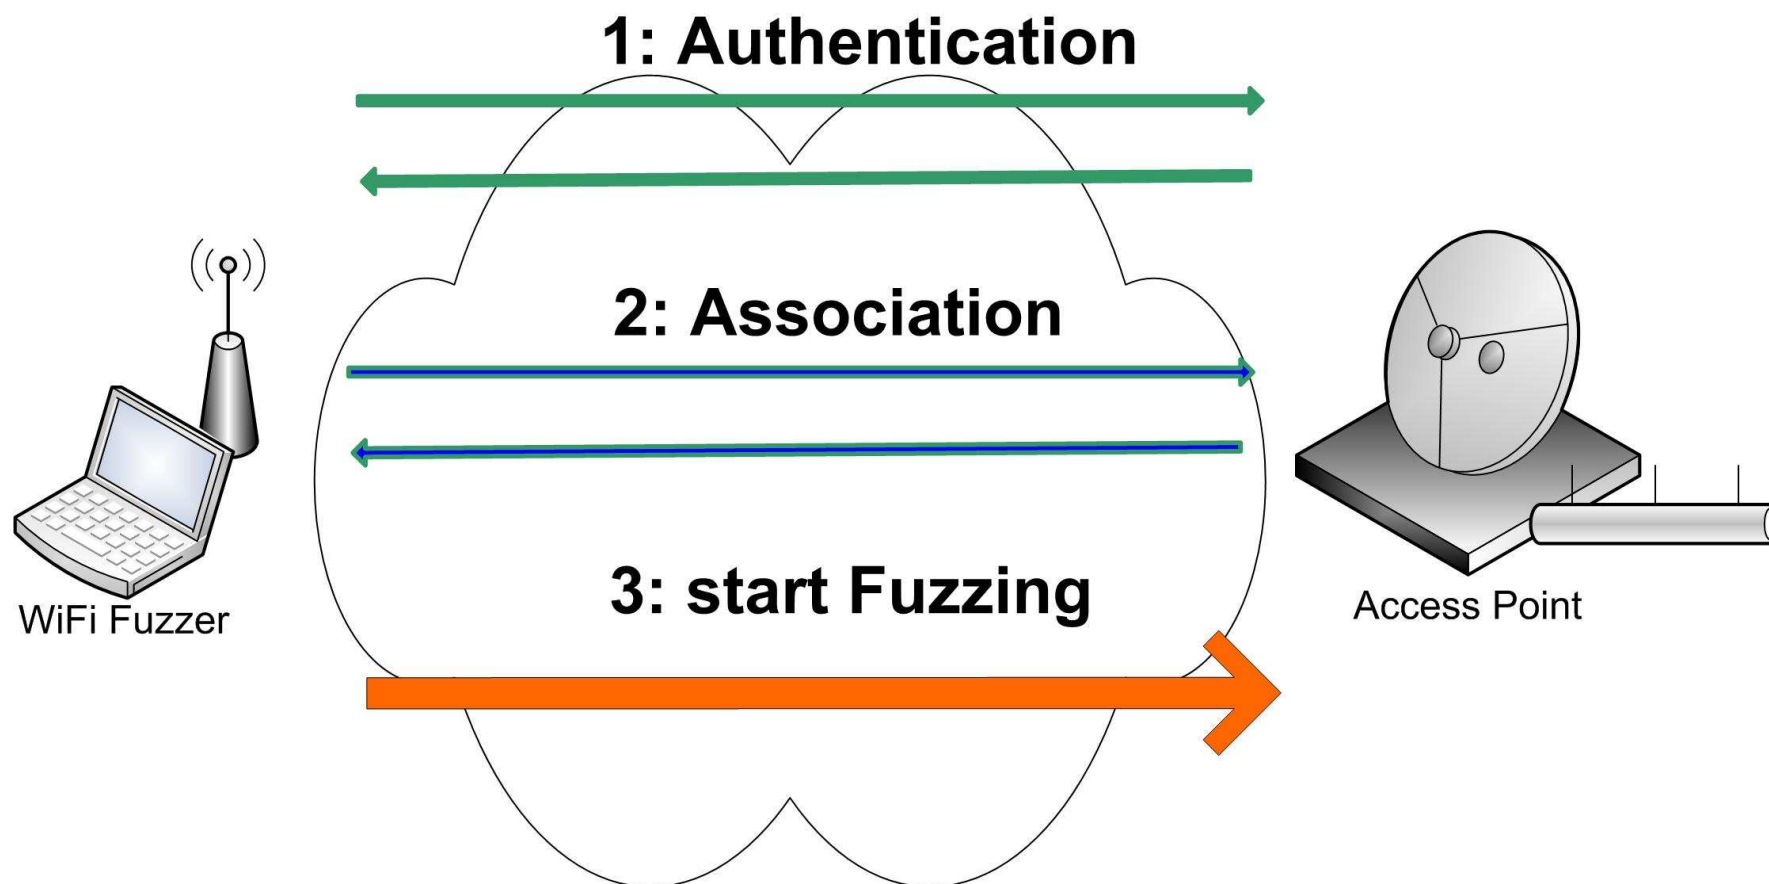 1: Authentication
2: Association
3: start Fuzzing
WiFi Fuzzer
Access Point